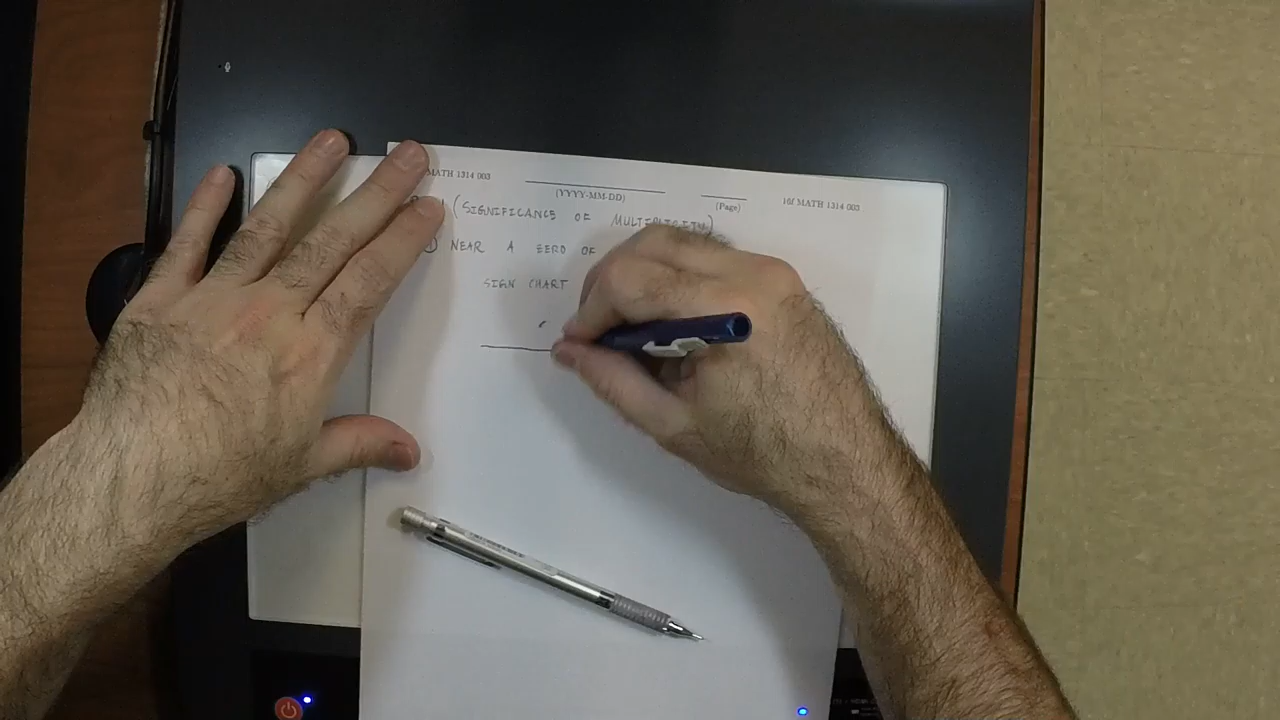 MATH 1314 003 (YYYY-MM-DD) (Page) 16f MATH 1314 003
(SIGNIFICANCE OF MULTIPLICITY)
NEAR A ZERO OF
SIGN CHART
c